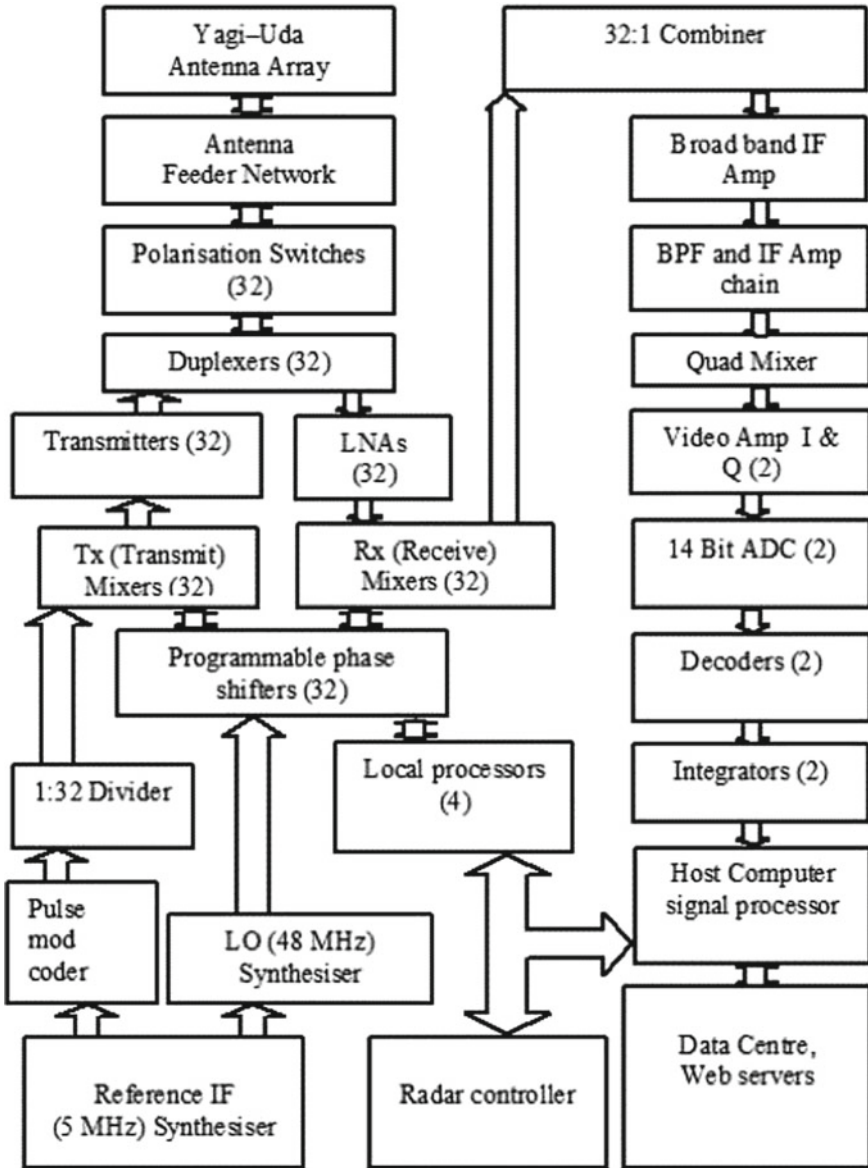 Yagi–Uda
Antenna Array
Antenna
Feeder Network
Polarisation Switches
(32)
Duplexers (32)
Transmitters (32)
LNAs
(32)
Tx (Transmit)
Mixers (32)
Rx (Receive)
Mixers (32)
Programmable phase
shifters (32)
1:32 Divider
Local processors
(4)
Pulse
mod
coder
LO (48 MHz)
Synthesiser
Reference IF
(5 MHz) Synthesiser
Radar controller
32:1 Combiner
Broad band IF
Amp
BPF and IF Amp
chain
Quad Mixer
Video Amp I &
Q (2)
14 Bit ADC (2)
Decoders (2)
Integrators (2)
Host Computer
signal processor
Data Centre,
Web servers